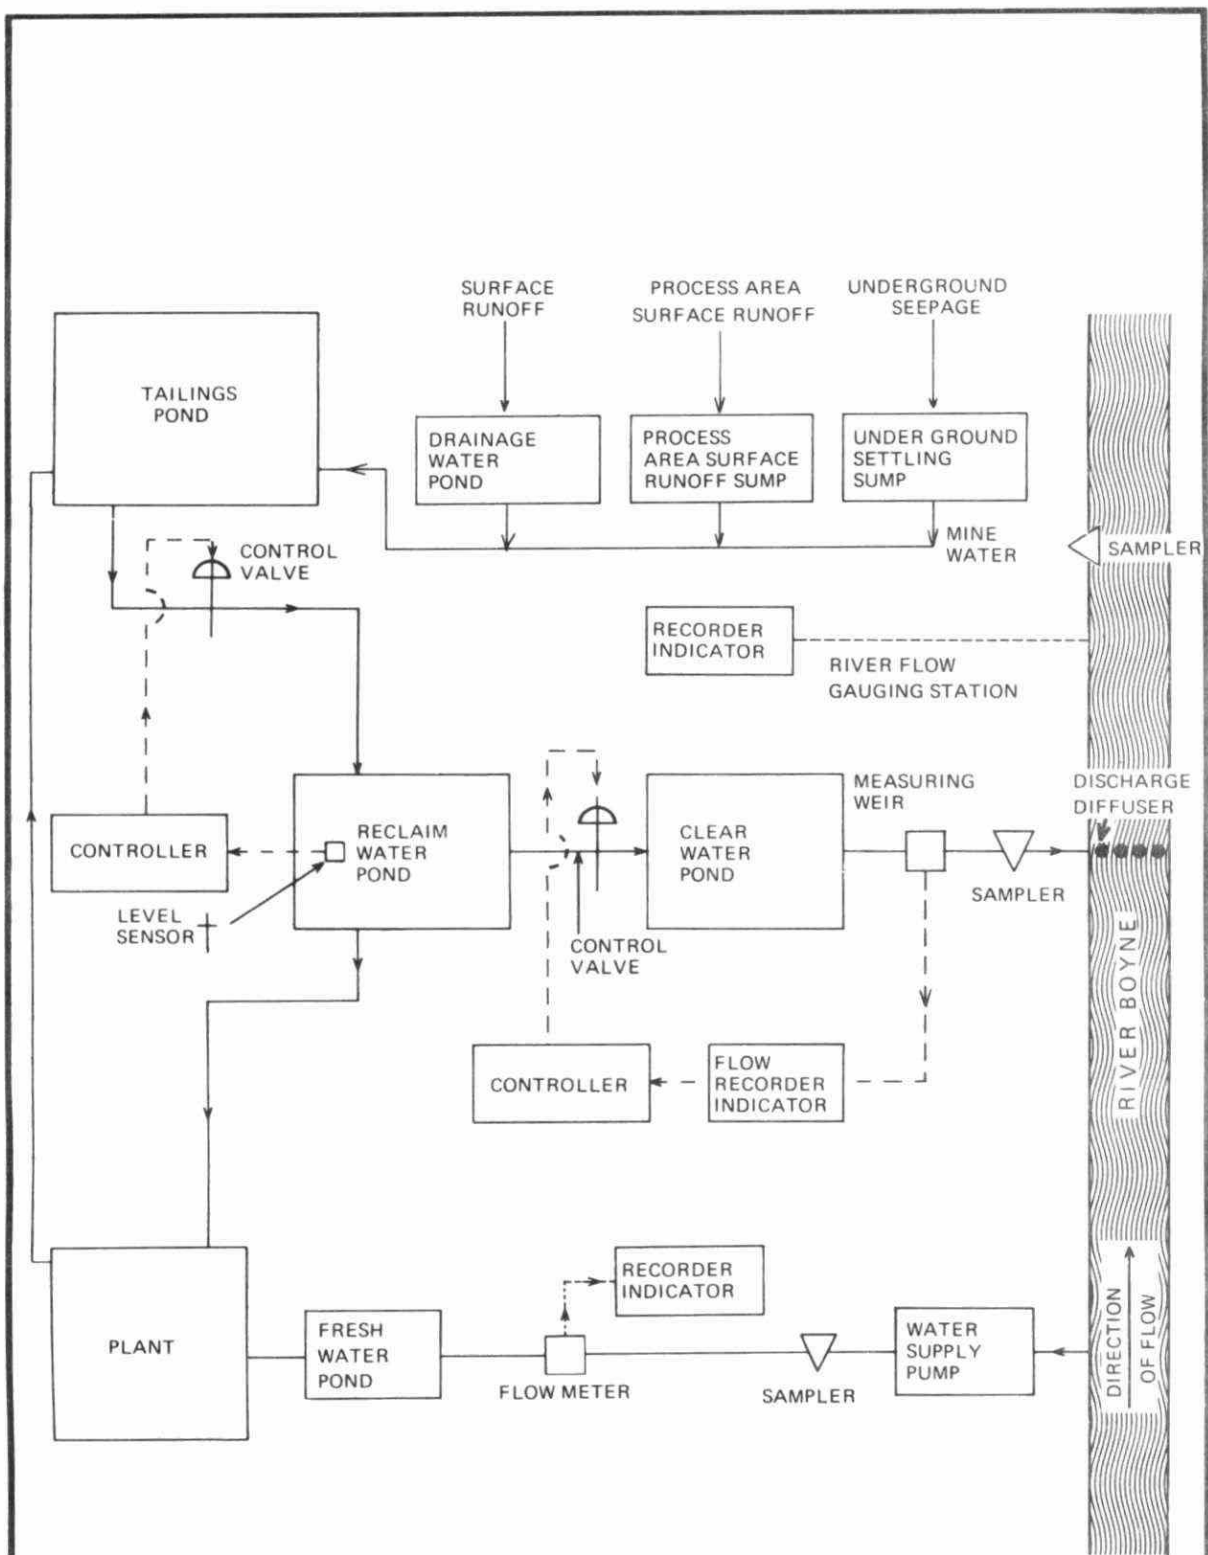 SURFACE
RUNOFF
PROCESS AREA
SURFACE RUNOFF
UNDERGROUND
SEEPAGE
TAILINGS
POND
DRAINAGE
WATER
POND
PROCESS
AREA SURFACE
RUNOFF SUMP
UNDER GROUND
SETTLING
SUMP
CONTROL
VALVE
MINE
WATER
SAMPLER
RECORDER
INDICATOR
RIVER FLOW
GAUGING STATION
CONTROLLER
RECLAIM
WATER
POND
CLEAR
WATER
POND
MEASURING
WEIR
DISCHARGE
DIFFUSER
SAMPLER
LEVEL
SENSOR
CONTROL
VALVE
RIVER BOYNE
CONTROLLER
FLOW
RECORDER
INDICATOR
RECORDER
INDICATOR
PLANT
FRESH
WATER
POND
FLOW METER
SAMPLER
WATER
SUPPLY
PUMP
DIRECTION
OF FLOW